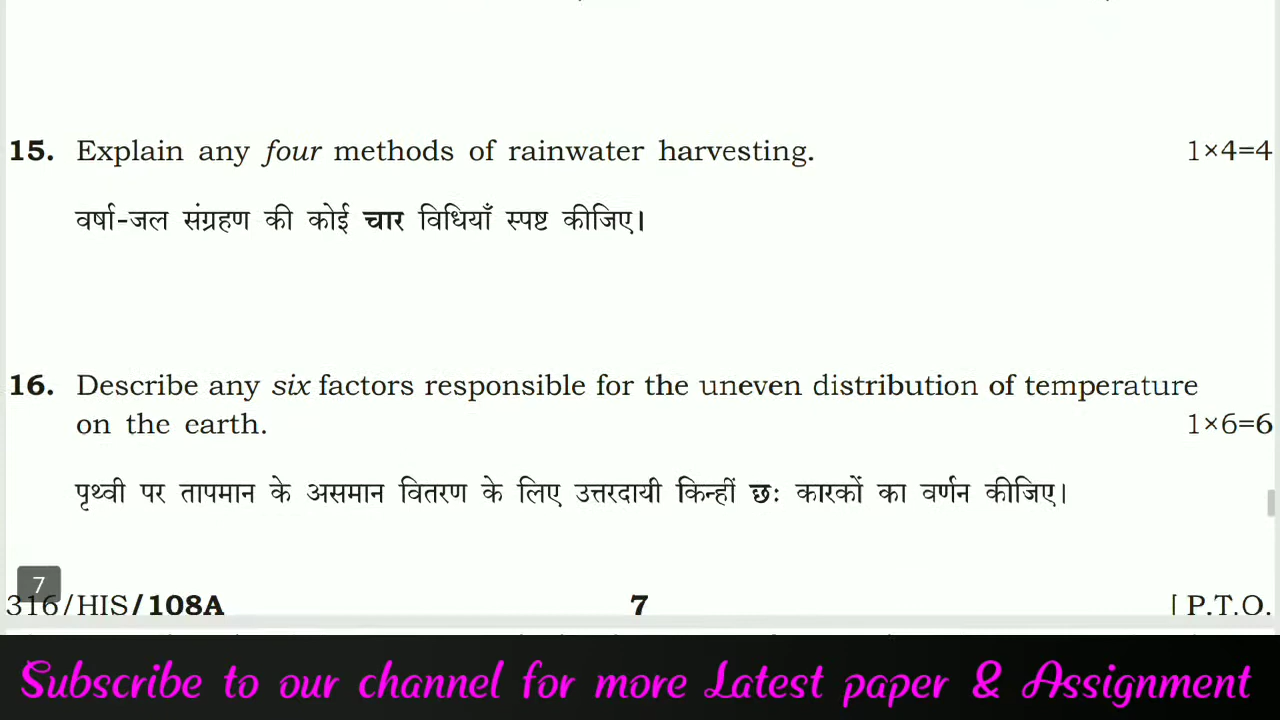 15. Explain any four methods of rainwater harvesting. 1×4=4
वर्षा-जल संग्रहण की कोई चार विधियाँ स्पष्ट कीजिए।
16. Describe any six factors responsible for the uneven distribution of temperature
on the earth. 1×6=6
पृथ्वी पर तापमान के असमान वितरण के लिए उत्तरदायी किन्हीं छः कारकों का वर्णन कीजिए।
7
316/HIS/108A 7 [ P.T.O.
Subscribe to our channel for more Latest paper & Assignment